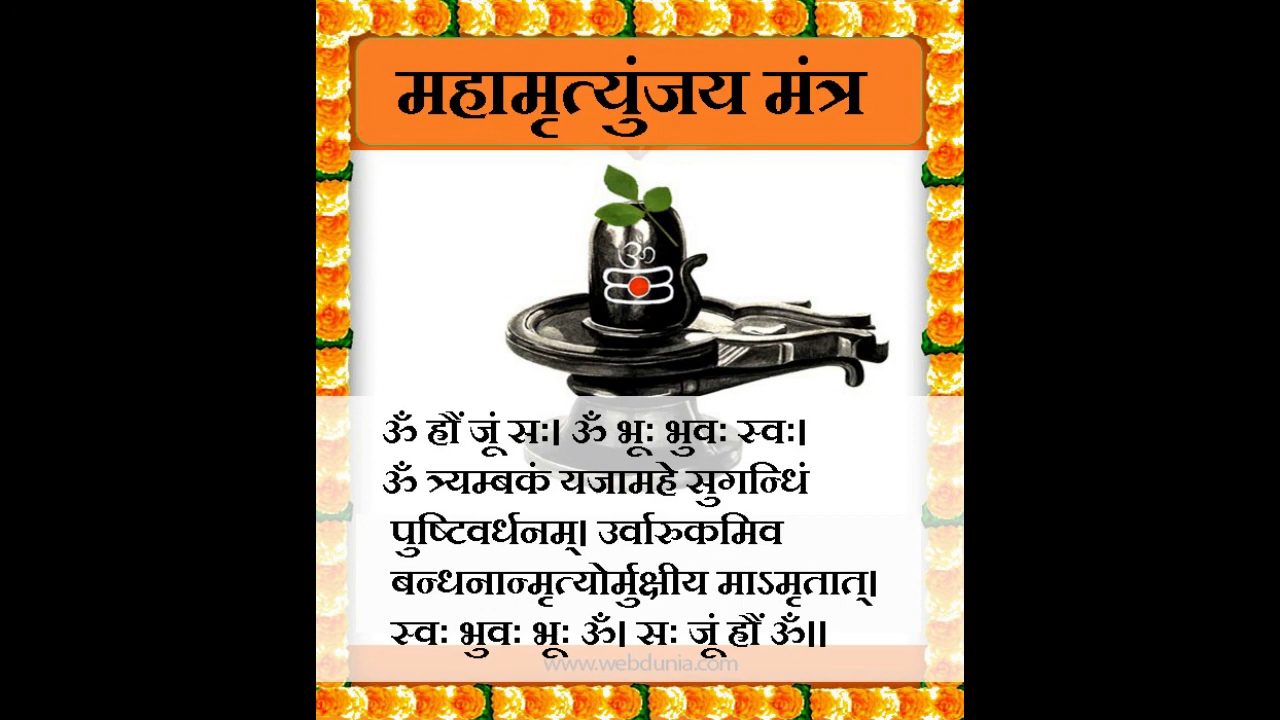 महामृत्युंजय मंत्र
ॐ
ॐ ह्रौं जूं सः। ॐ भूः भुवः स्वः।
ॐ त्र्यम्बकं यजामहे सुगन्धिं
पुष्टिवर्धनम्। उर्वारुकमिव
बन्धनान्मृत्योर्मुक्षीय माऽमृतात्।
स्वः भुवः भूः ॐ। सः जूं ह्रौं ॐ।।
www.webdunia.com